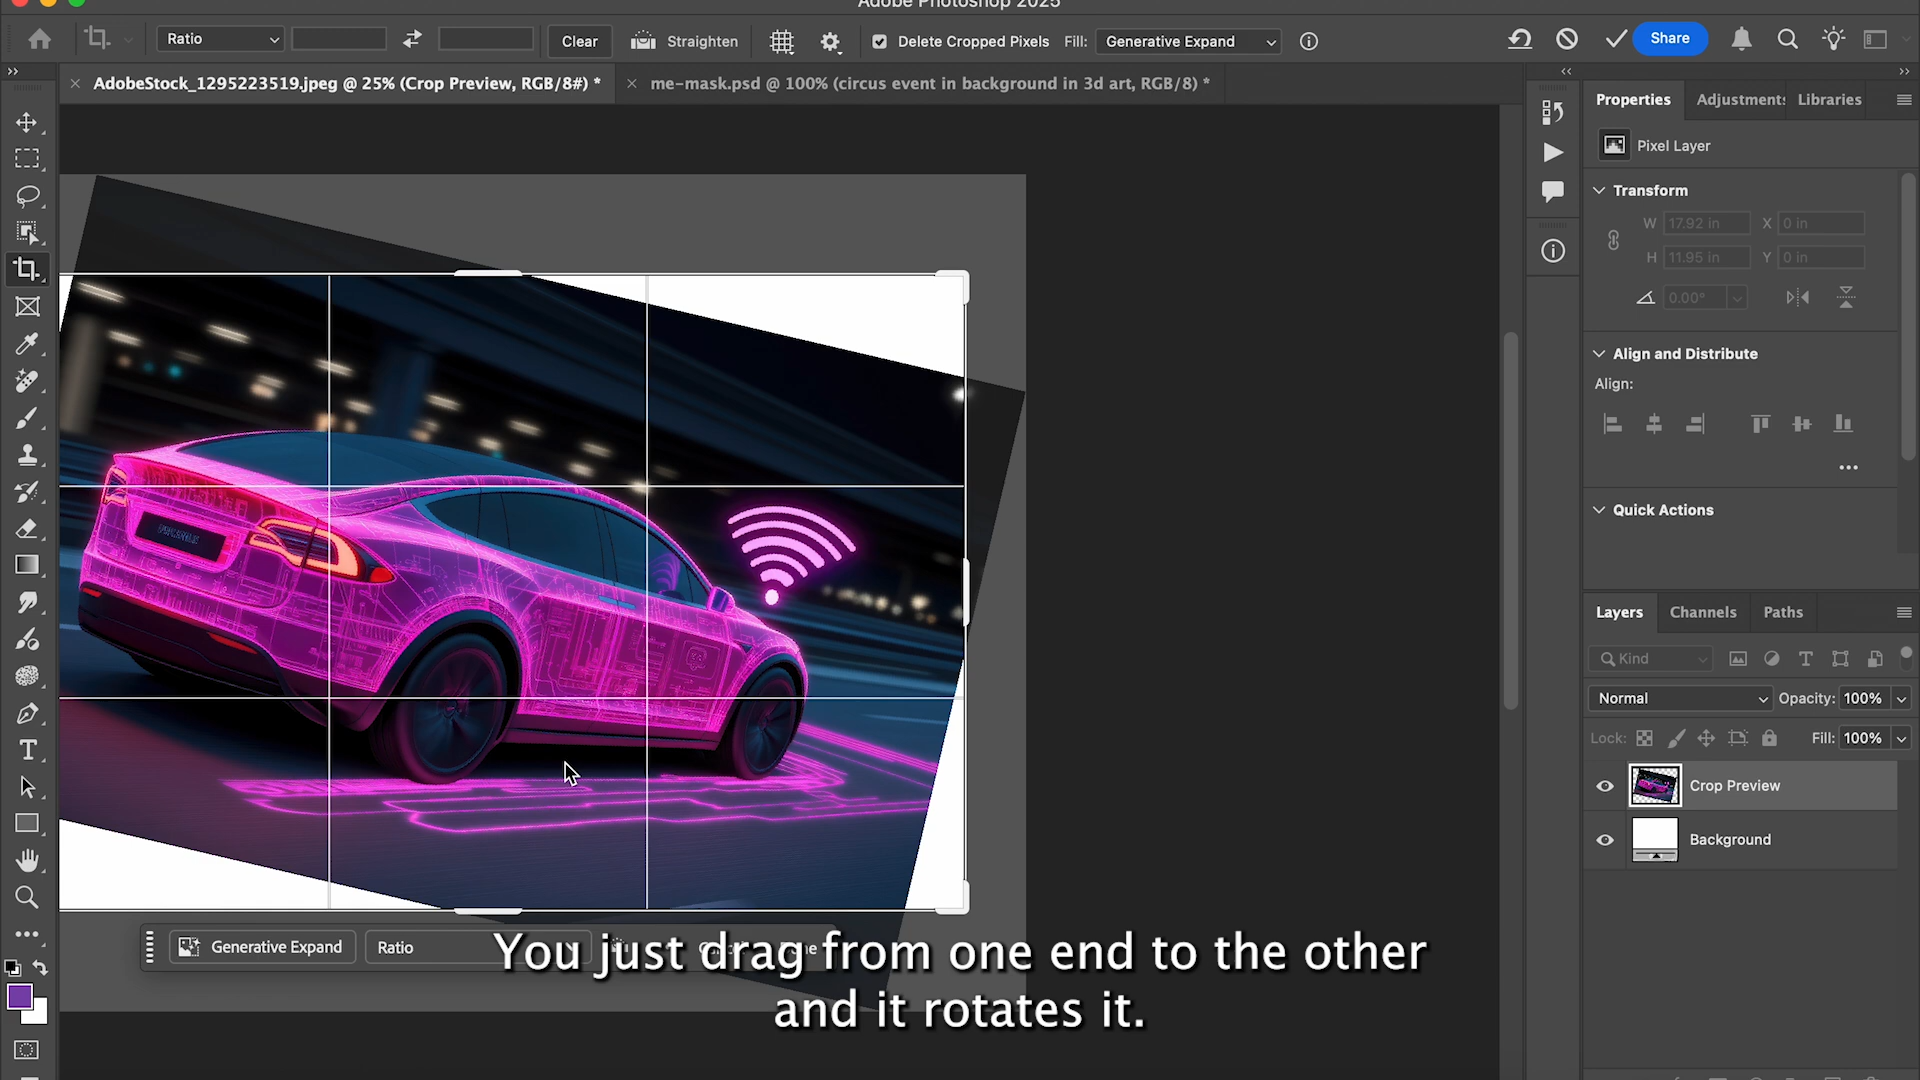 Adobe Photoshop 2025
Ratio
Clear
Straighten
Delete Cropped Pixels
Fill:
Generative Expand
Share
AdobeStock_1295223519.jpeg @ 25% (Crop Preview, RGB/8#) *
me-mask.psd @ 100% (circus event in background in 3d art, RGB/8) *
Properties
Adjustments
Libraries
Pixel Layer
Transform
W 17.92 in X 0 in
H 11.95 in Y 0 in
0.00°
Align and Distribute
Align:
Quick Actions
Layers
Channels
Paths
Kind
Normal
Opacity: 100%
Lock:
Fill: 100%
Crop Preview
Background
Generative Expand
Ratio
You just drag from one end to the other
and it rotates it.